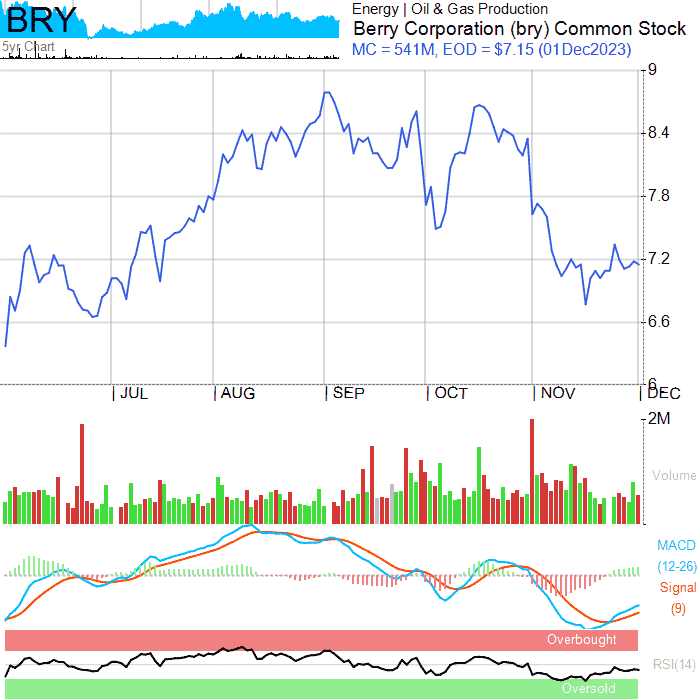 BRY
5yr Chart
Energy | Oil & Gas Production
Berry Corporation (bry) Common Stock
MC = 541M, EOD = $7.15 (01Dec2023)
9
8.4
7.8
7.2
6.6
6
| JUL | AUG | SEP | OCT | NOV | DEC
2M
Volume
MACD
(12-26)
Signal
(9)
Overbought
RSI(14)
Oversold